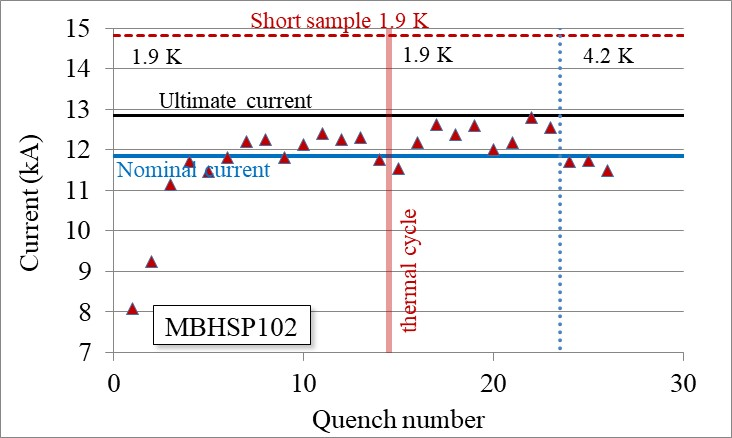 Short sample 1.9 K
15
1.9 K
1.9 K
4.2 K
14
13
Ultimate current
12
Nominal current
11
10
9
8
7
Current (kA)
thermal cycle
MBHSP102
0
10
20
30
Quench number